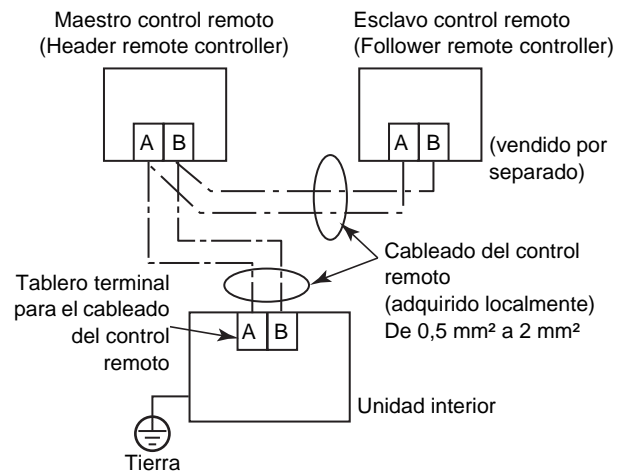 Maestro control remoto
(Header remote controller)
Esclavo control remoto
(Follower remote controller)
A B
A B
(vendido por
separado)
Cableado del control
remoto
(adquirido localmente)
De 0,5 mm² a 2 mm²
Tablero terminal
para el cableado
del control
remoto
A B
Unidad interior
Tierra